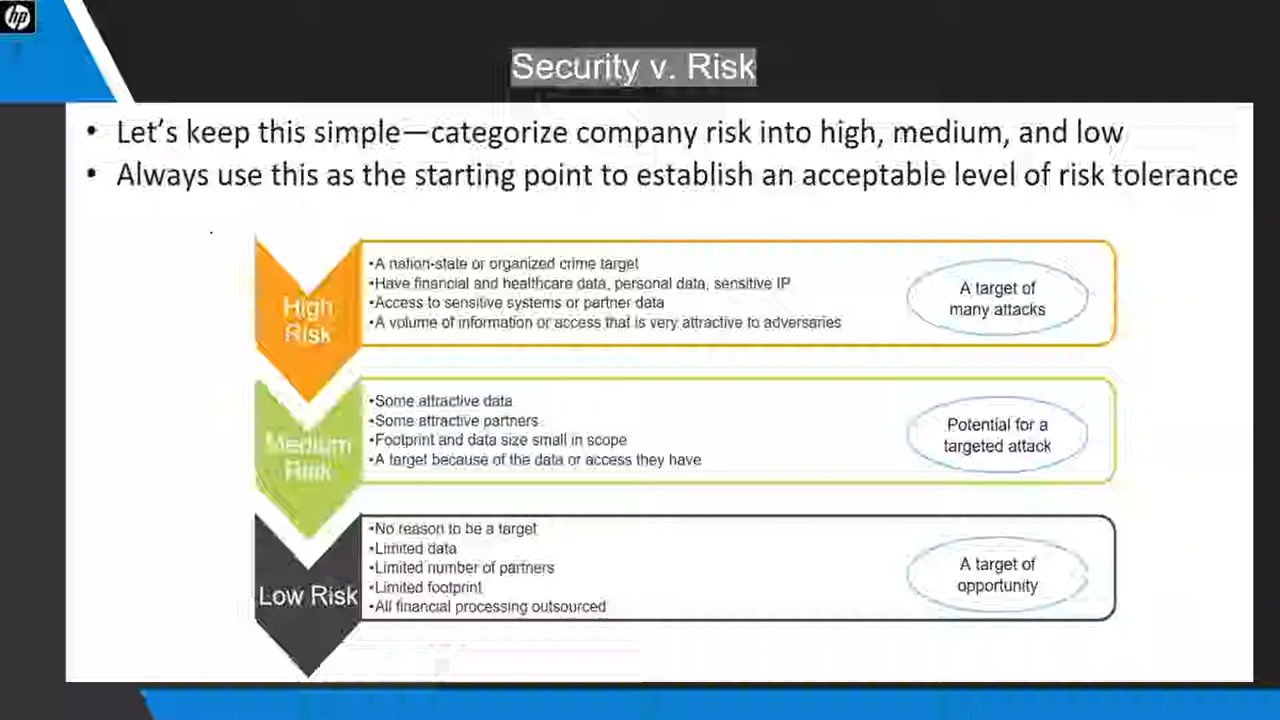 hp
Security v. Risk
• Let's keep this simple—categorize company risk into high, medium, and low
• Always use this as the starting point to establish an acceptable level of risk tolerance
High
Risk
•A nation-state or organized crime target
•Have financial and healthcare data, personal data, sensitive IP
•Access to sensitive systems or partner data
•A volume of information or access that is very attractive to adversaries
A target of
many attacks
Medium
Risk
•Some attractive data
•Some attractive partners
•Footprint and data size small in scope
•A target because of the data or access they have
Potential for a
targeted attack
Low Risk
•No reason to be a target
•Limited data
•Limited number of partners
•Limited footprint
•All financial processing outsourced
A target of
opportunity